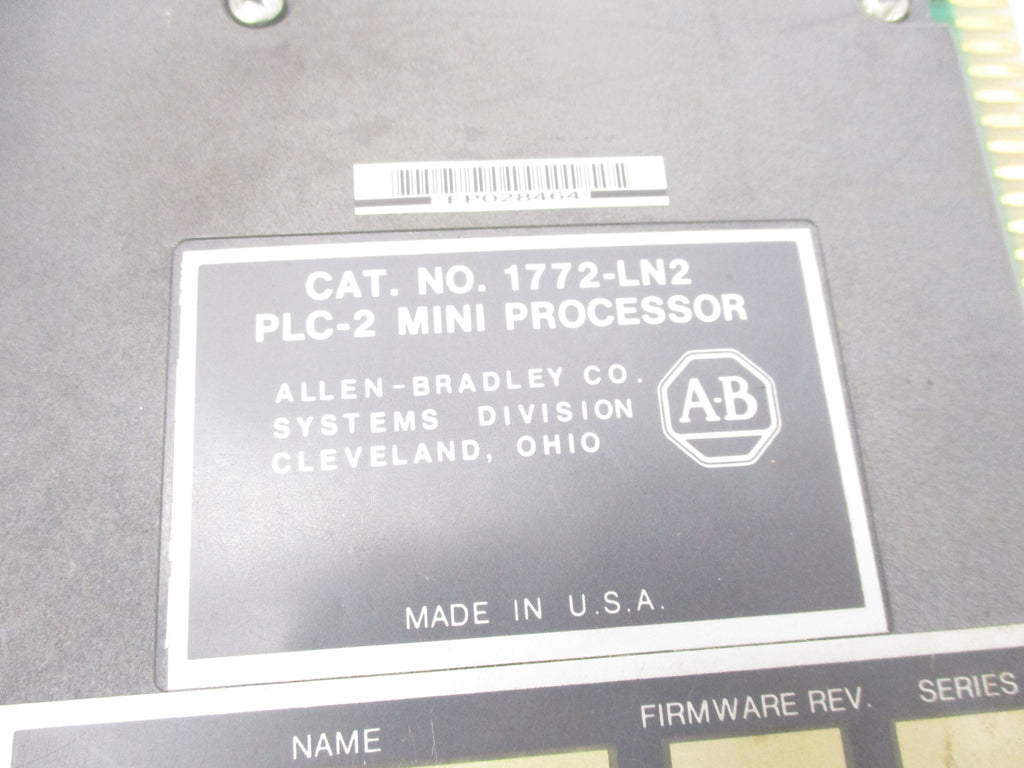 EP028464
CAT. NO. 1772-LN2
PLC-2 MINI PROCESSOR
ALLEN-BRADLEY CO.
SYSTEMS DIVISION
CLEVELAND, OHIO
A-B
MADE IN U.S.A.
NAME
FIRMWARE REV.
SERIES